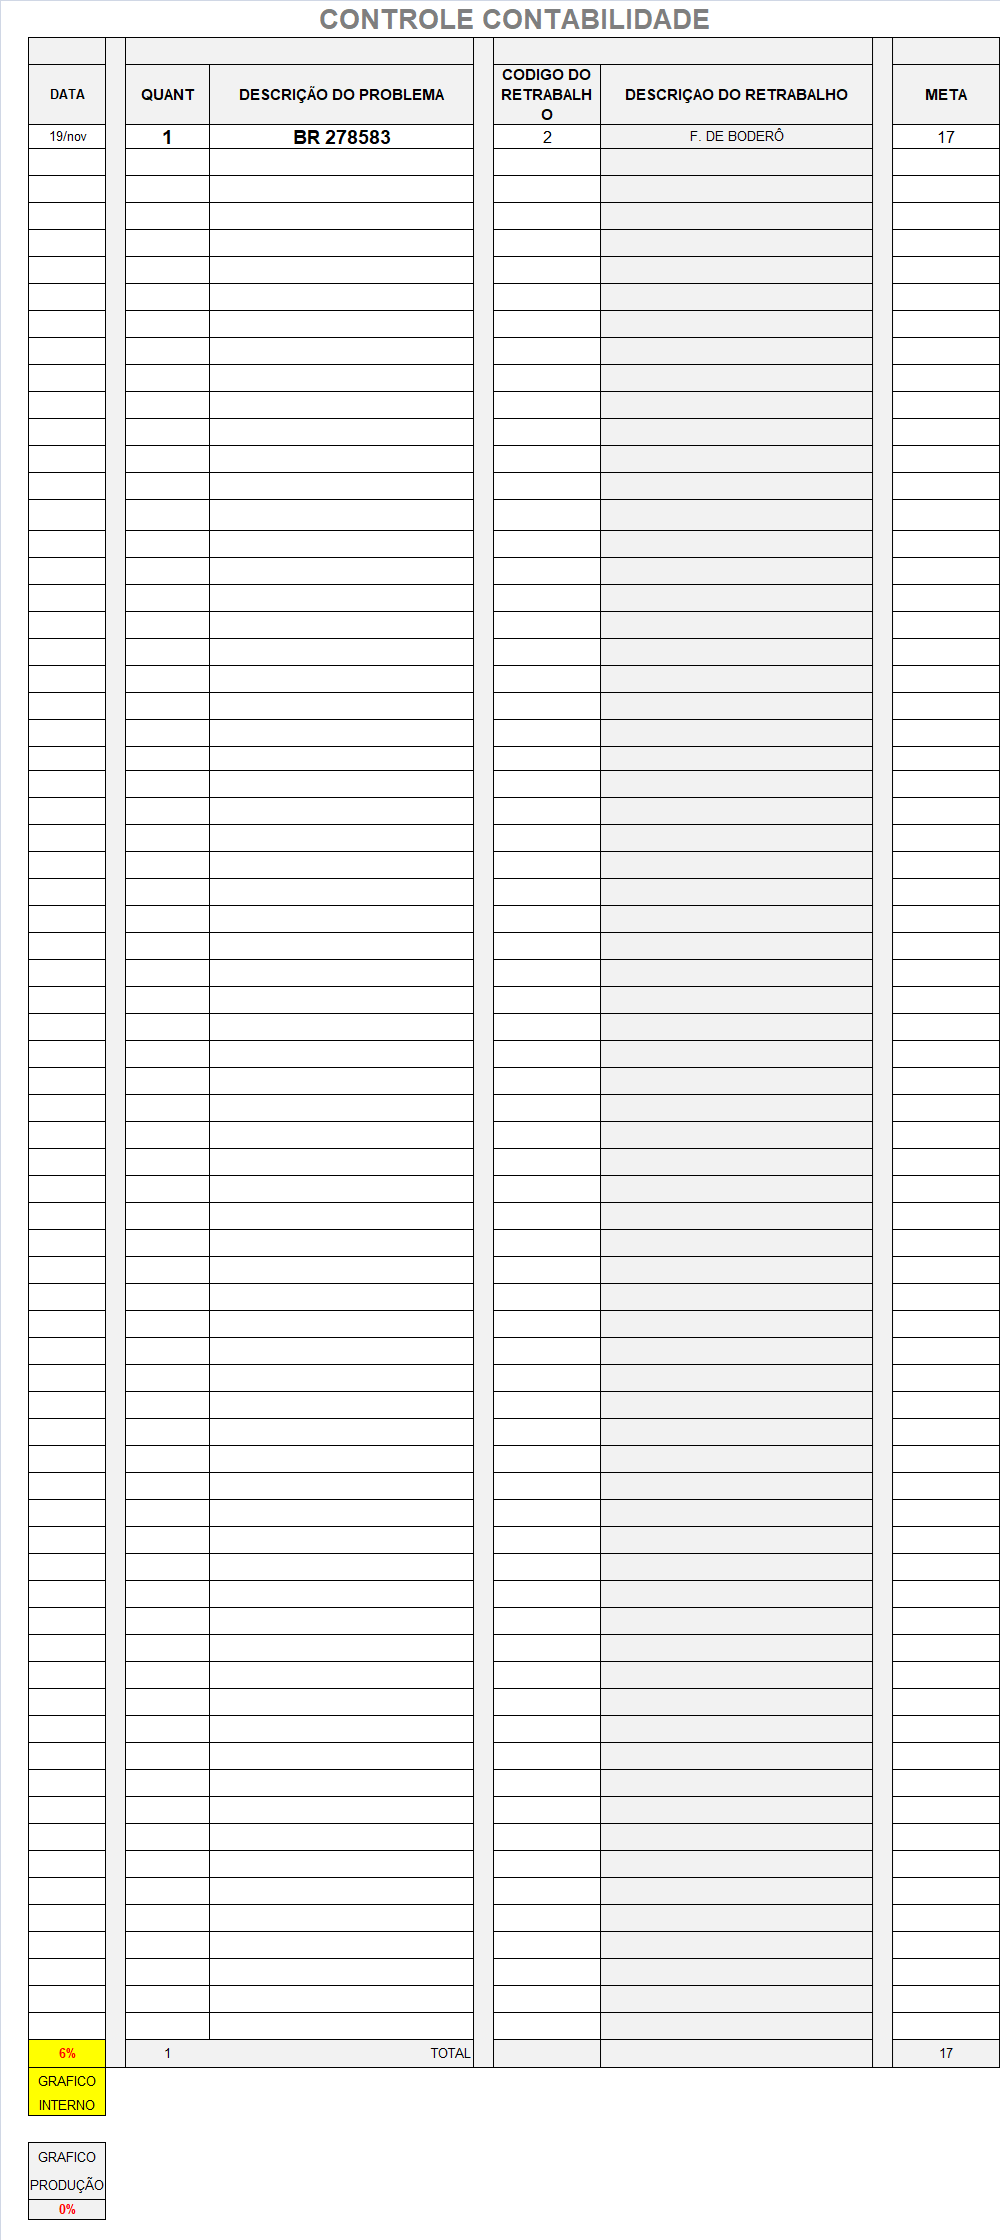 CONTROLE CONTABILIDADE
DATA
QUANT
DESCRIÇÃO DO PROBLEMA
CODIGO DO
RETRABALH
O
DESCRIÇAO DO RETRABALHO
META
19/nov
1
BR 278583
2
F. DE BODERÔ
17
6%
1
TOTAL
17
GRAFICO
INTERNO
GRAFICO
PRODUÇÃO
0%